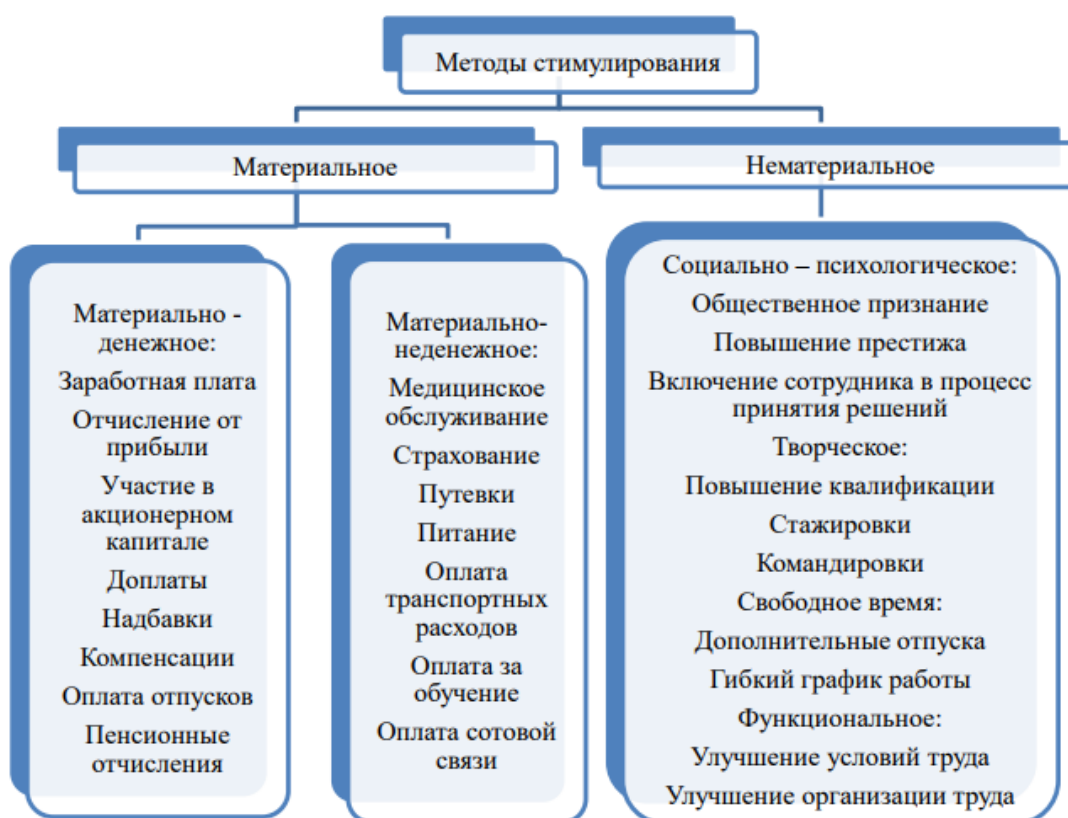 Методы стимулирования
Материальное
Нематериальное
Материально -
денежное:
Заработная плата
Отчисление от
прибыли
Участие в
акционерном
капитале
Доплаты
Надбавки
Компенсации
Оплата отпусков
Пенсионные
отчисления
Материально-
неденежное:
Медицинское
обслуживание
Страхование
Путевки
Питание
Оплата
транспортных
расходов
Оплата за
обучение
Оплата сотовой
связи
Социально – психологическое:
Общественное признание
Повышение престижа
Включение сотрудника в процесс
принятия решений
Творческое:
Повышение квалификации
Стажировки
Командировки
Свободное время:
Дополнительные отпуска
Гибкий график работы
Функциональное:
Улучшение условий труда
Улучшение организации труда